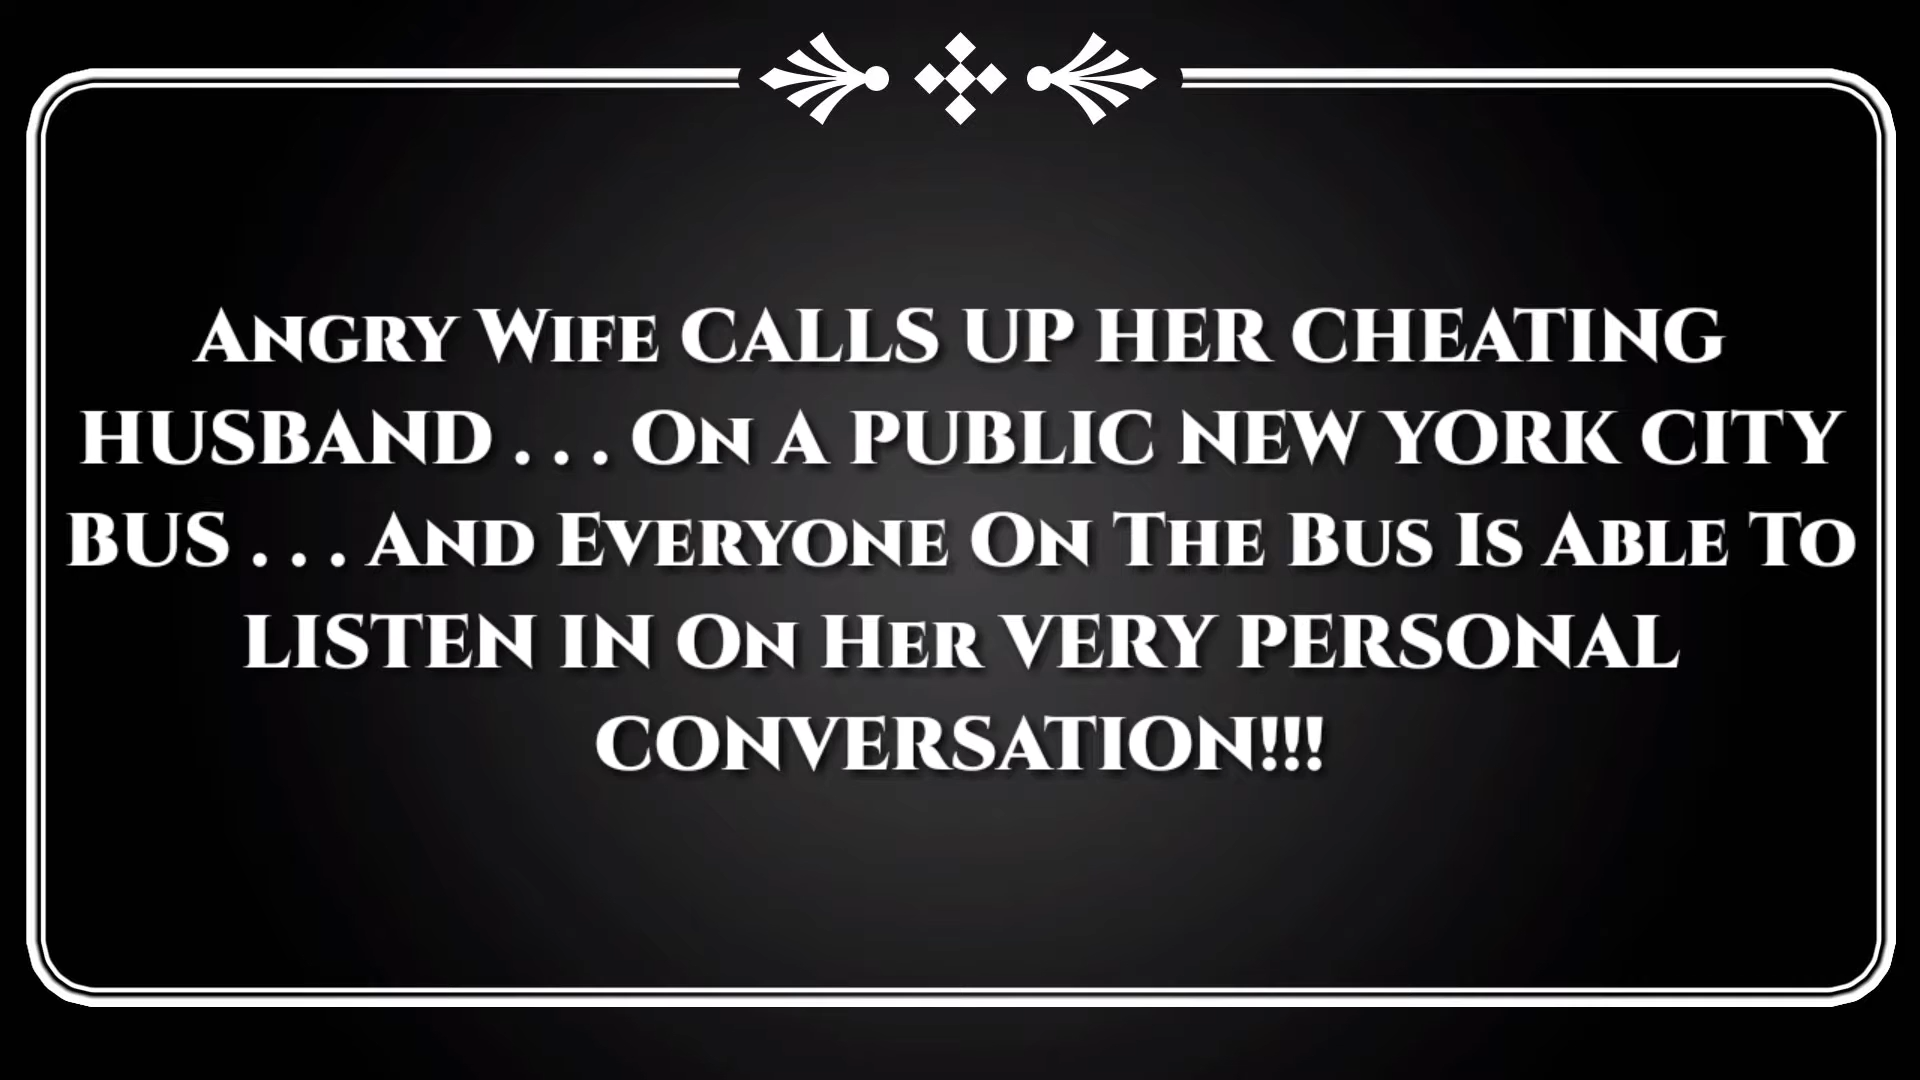 Angry Wife CALLS UP HER CHEATING
HUSBAND . . . On A PUBLIC NEW YORK CITY
BUS . . . And Everyone On The Bus Is Able To
LISTEN IN On Her VERY PERSONAL
CONVERSATION!!!